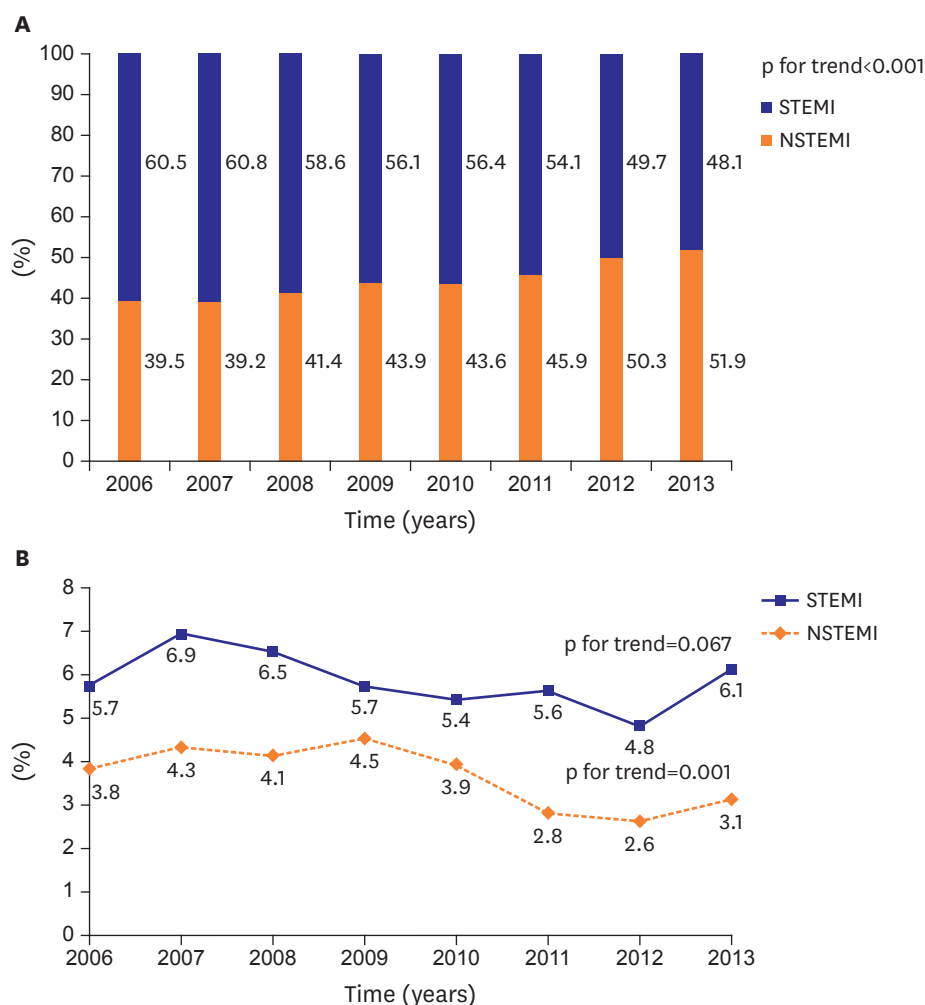 A
100
90
80
70
60
50
40
30
20
10
0
(%)
60.5 60.8 58.6 56.1 56.4 54.1 49.7 48.1
39.5 39.2 41.4 43.9 43.6 45.9 50.3 51.9
2006 2007 2008 2009 2010 2011 2012 2013
Time (years)
p for trend<0.001
STEMI
NSTEMI
B
8
7
6
5
4
3
2
1
0
(%)
5.7 6.9 6.5 5.7 5.4 5.6 4.8 6.1
p for trend=0.067
3.8 4.3 4.1 4.5 3.9 2.8 2.6 3.1
p for trend=0.001
2006 2007 2008 2009 2010 2011 2012 2013
Time (years)
STEMI
NSTEMI